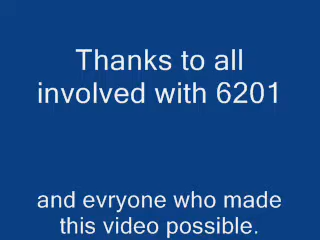 Thanks to all
involved with 6201
and evryone who made
this video possible.